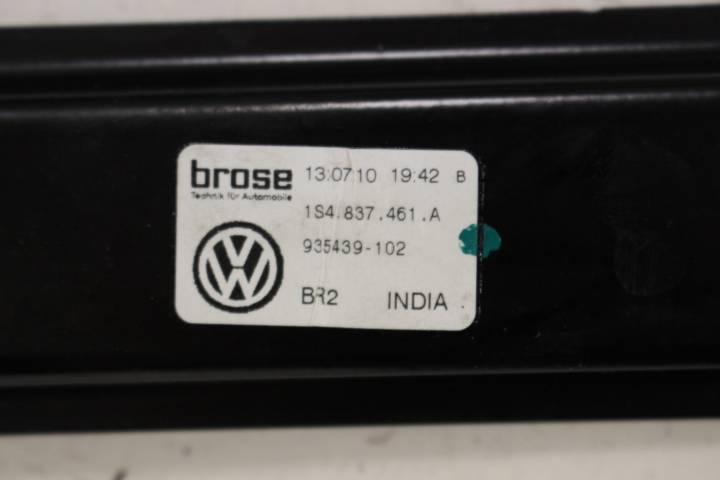 brose 13.07.10 19:42 B
Technik für Automobile
1S4.837.461.A
935439-102
BR2 INDIA .